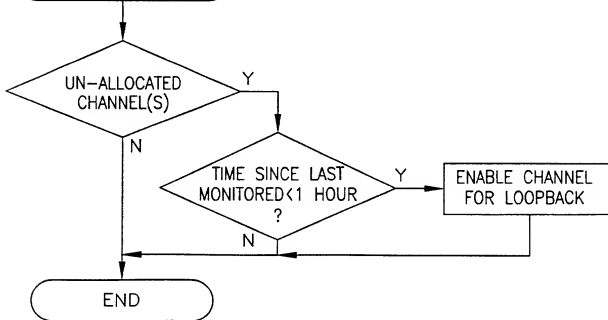 UN-ALLOCATED
CHANNEL(S)
Y
N
TIME SINCE LAST
MONITORED<1 HOUR
?
Y
N
ENABLE CHANNEL
FOR LOOPBACK
END